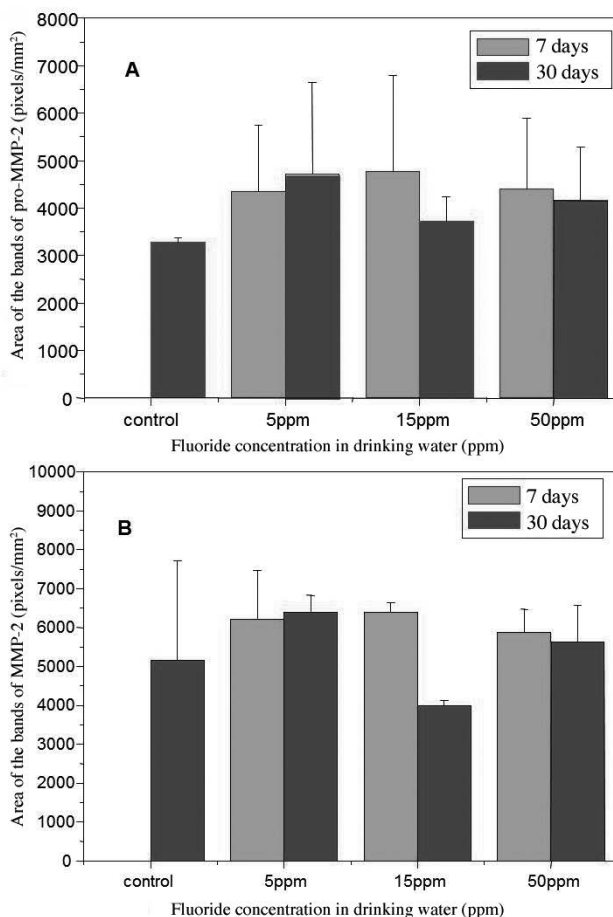 Area of the bands of pro-MMP-2 (pixels/mm²)
8000
7000
6000
5000
4000
3000
2000
1000
0
A
7 days
30 days
control
5ppm
15ppm
50ppm
Fluoride concentration in drinking water (ppm)
Area of the bands of MMP-2 (pixels/mm²)
10000
9000
8000
7000
6000
5000
4000
3000
2000
1000
0
B
7 days
30 days
control
5ppm
15ppm
50ppm
Fluoride concentration in drinking water (ppm)